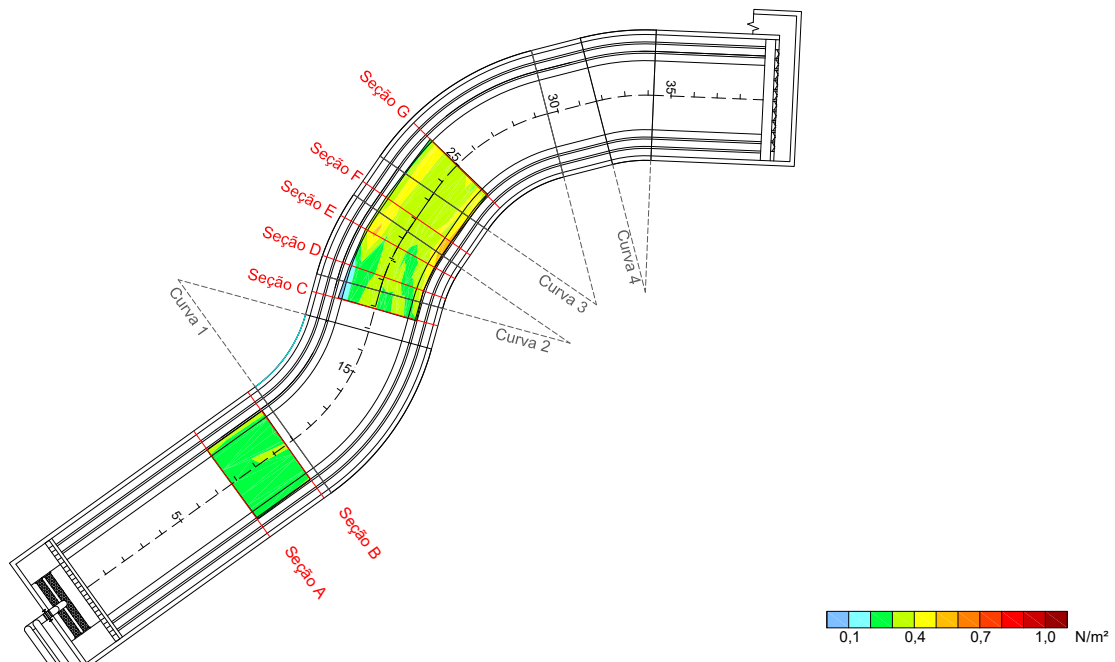 Seção G
Seção F
Seção E
Seção D
Seção C
35
30
25
Curva 4
Curva 3
Curva 2
Curva 1
15
5
Seção B
Seção A
0,1 0,4 0,7 1,0 N/m²